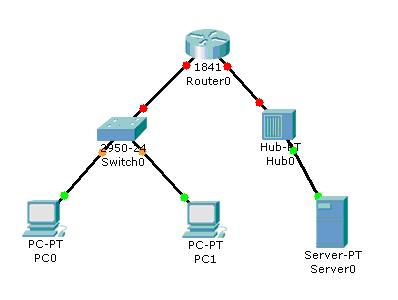 1841
Router0
2950-24
Switch0
Hub-PT
Hub0
PC-PT
PC0
PC-PT
PC1
Server-PT
Server0